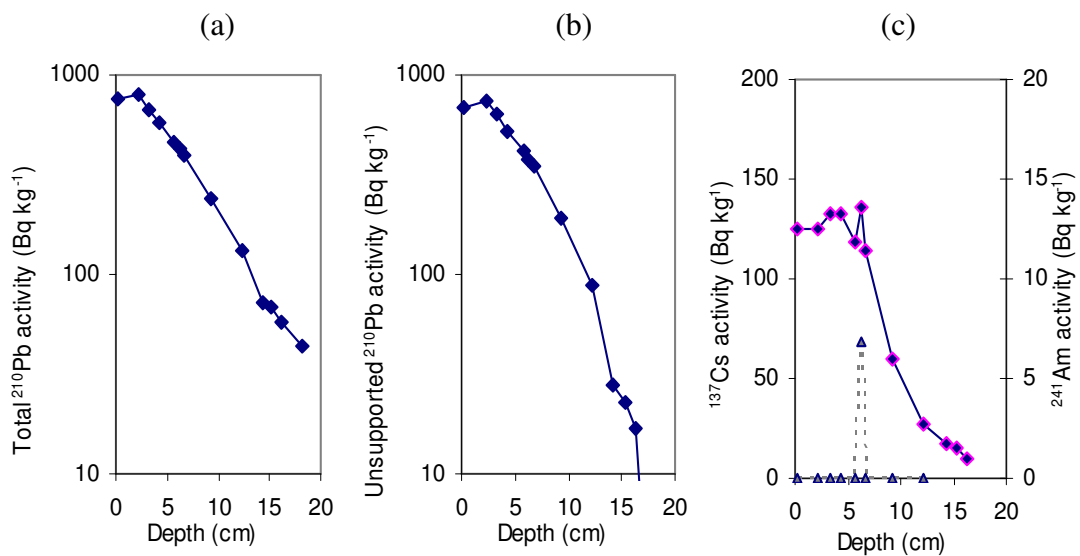 (a)
1000
100
10
0 5 10 15 20
Depth (cm)
Total ²¹⁰Pb activity (Bq kg⁻¹)
(b)
1000
100
10
0 5 10 15 20
Depth (cm)
Unsupported ²¹⁰Pb activity (Bq kg⁻¹)
(c)
200
150
100
50
0
0 5 10 15 20
Depth (cm)
¹³⁷Cs activity (Bq kg⁻¹)
20
15
10
5
0
²⁴¹Am activity (Bq kg⁻¹)